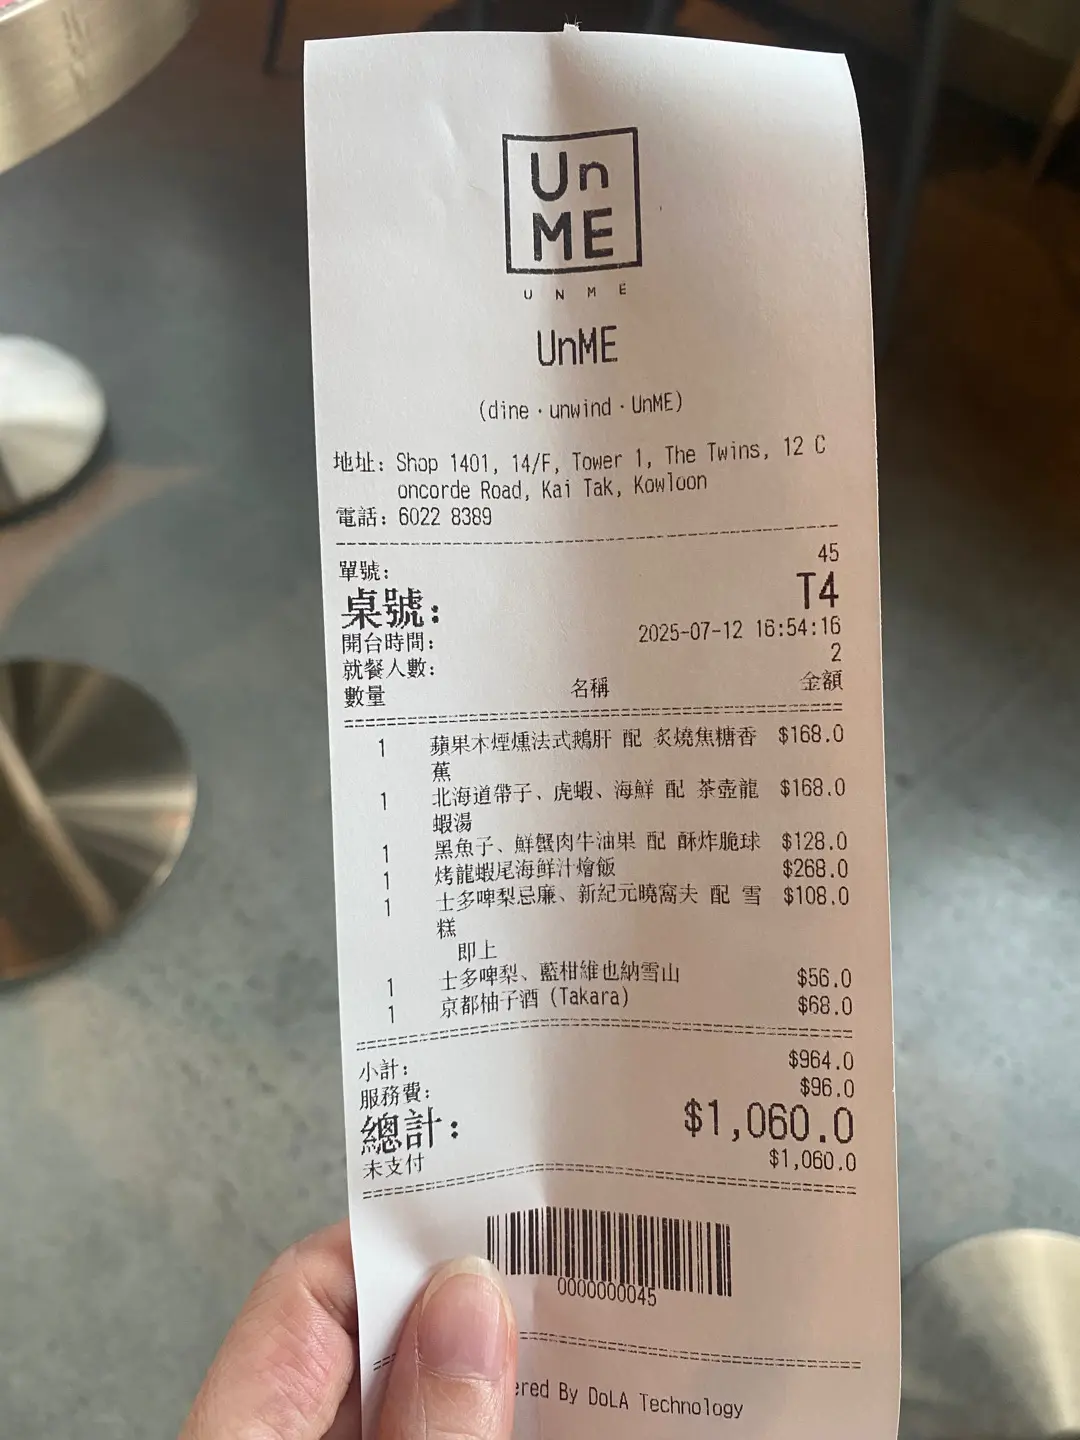 Un
ME
UNME
UnME
(dine · unwind · UnME)
地址: Shop 1401, 14/F, Tower 1, The Twins, 12 C
oncorde Road, Kai Tak, Kowloon
電話: 6022 8389
單號: 45
桌號: T4
開台時間: 2025-07-12 16:54:16
就餐人數: 2
數量 名稱 金額
1 蘋果木煙燻法式鵝肝 配 炙燒焦糖香 $168.0
蕉
1 北海道帶子、虎蝦、海鮮 配 茶壺龍 $168.0
蝦湯
1 黑魚子、鮮蟹肉牛油果 配 酥炸脆球 $128.0
1 烤龍蝦尾海鮮汁燴飯 $268.0
1 士多啤梨忌廉、新紀元曉窩夫 配 雪 $108.0
糕
即上
1 士多啤梨、藍柑維也納雪山 $56.0
1 京都柚子酒 (Takara) $68.0
小計: $964.0
服務費: $96.0
總計: $1,060.0
未支付 $1,060.0
0000000045
ered By DoLA Technology